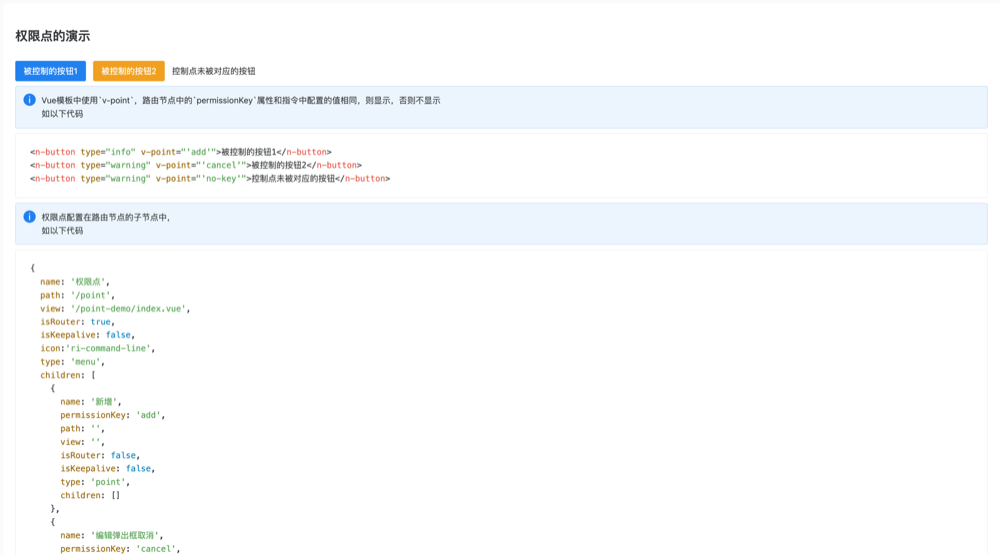 权限点的演示
被控制的按钮1 被控制的按钮2 控制点未被对应的按钮
Vue模板中使用`v-point`，路由节点中的`permissionKey`属性和指令中配置的值相同，则显示，否则不显示
如以下代码
<n-button type="info" v-point="'add'">被控制的按钮1</n-button>
<n-button type="warning" v-point="'cancel'">被控制的按钮2</n-button>
<n-button type="warning" v-point="'no-key'">控制点未被对应的按钮</n-button>
权限点配置在路由节点的子节点中，
如以下代码
{
  name: '权限点',
  path: '/point',
  view: '/point-demo/index.vue',
  isRouter: true,
  isKeepalive: false,
  icon:'ri-command-line',
  type: 'menu',
  children: [
    {
      name: '新增',
      permissionKey: 'add',
      path: '',
      view: '',
      isRouter: false,
      isKeepalive: false,
      type: 'point',
      children: []
    },
    {
      name: '编辑弹出框取消',
      permissionKey: 'cancel',